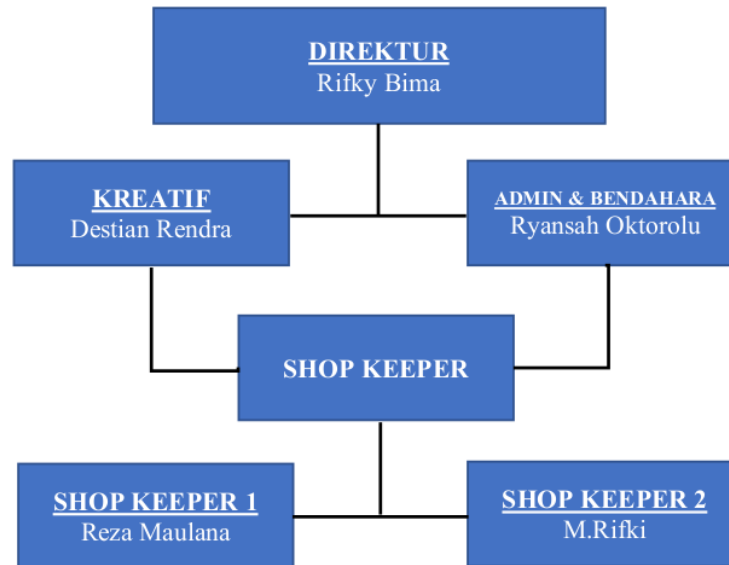 DIREKTUR
Rifky Bima
KREATIF
Destian Rendra
ADMIN & BENDAHARA
Ryansah Oktorolu
SHOP KEEPER
SHOP KEEPER 1
Reza Maulana
SHOP KEEPER 2
M.Rifki